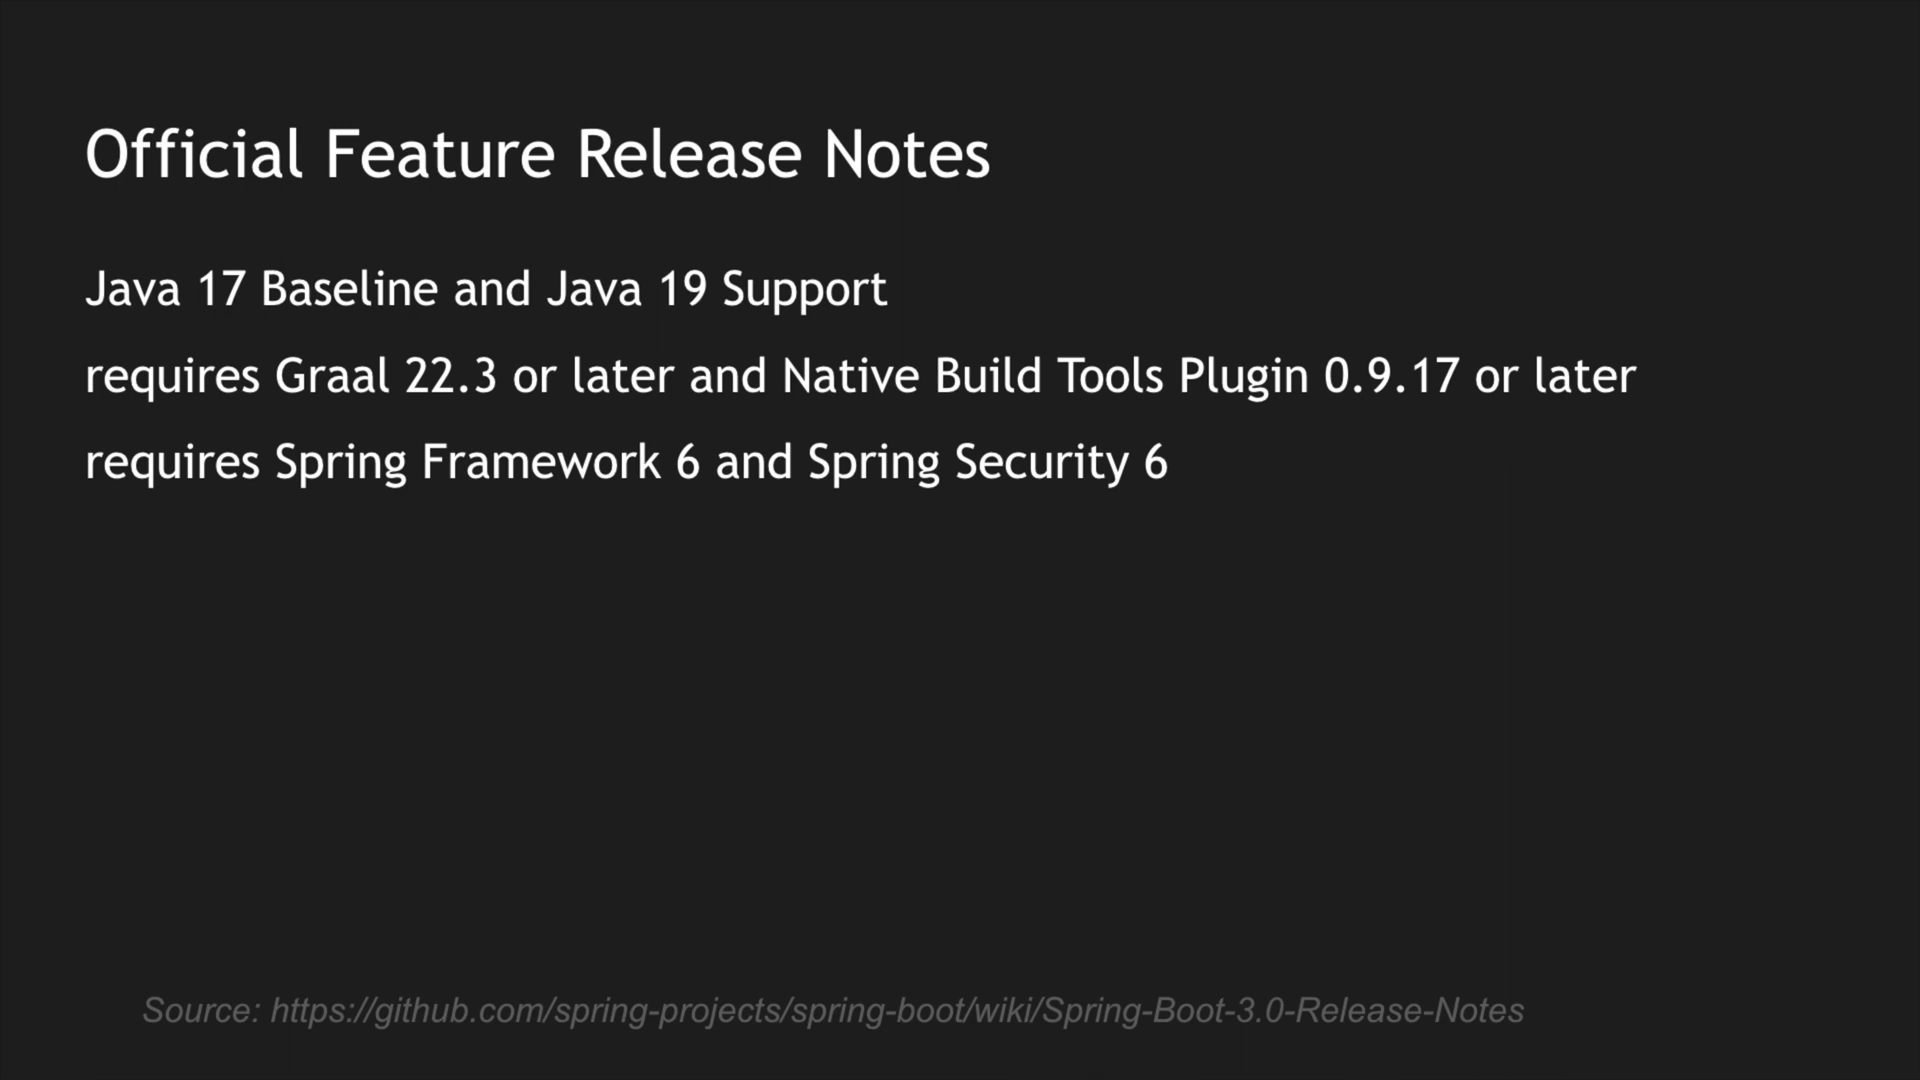 Official Feature Release Notes
Java 17 Baseline and Java 19 Support
requires Graal 22.3 or later and Native Build Tools Plugin 0.9.17 or later
requires Spring Framework 6 and Spring Security 6
Source: https://github.com/spring-projects/spring-boot/wiki/Spring-Boot-3.0-Release-Notes